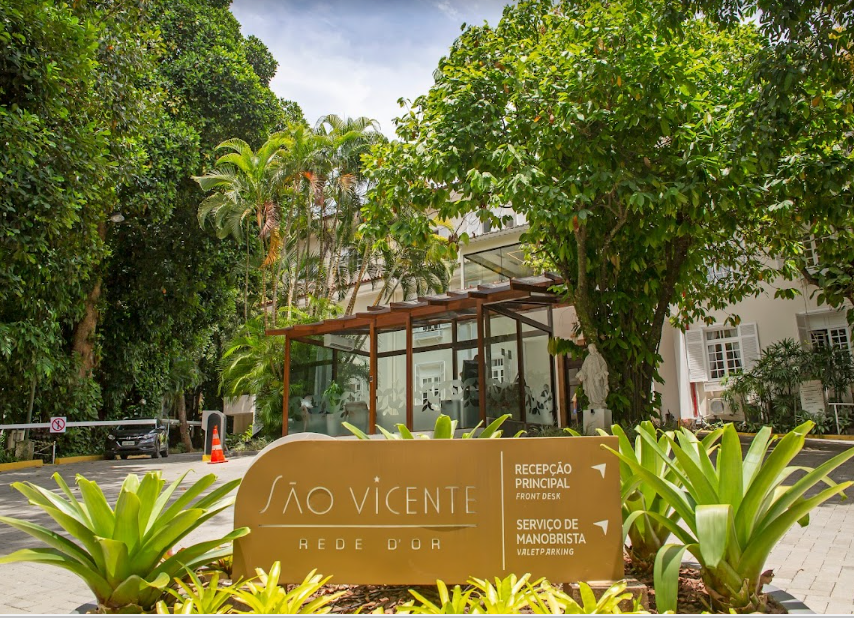 SÃO VICENTE
REDE D'OR
RECEPÇÃO
PRINCIPAL
FRONT DESK
SERVIÇO DE
MANOBRISTA
VALET PARKING